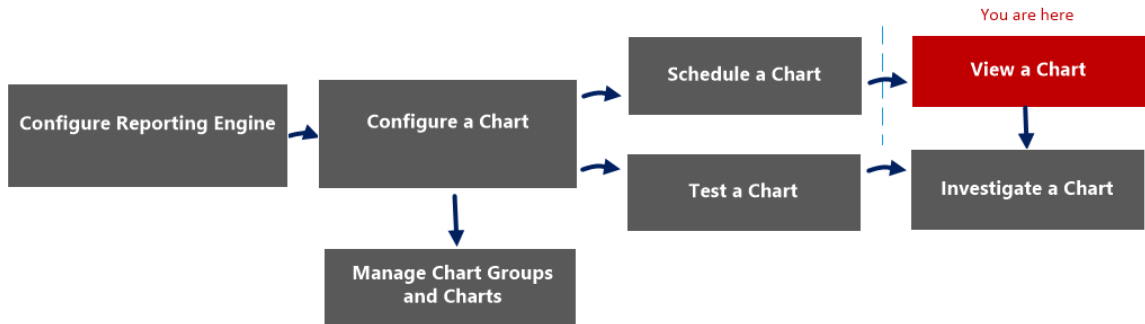 You are here
Schedule a Chart
View a Chart
Configure Reporting Engine
Configure a Chart
Test a Chart
Investigate a Chart
Manage Chart Groups
and Charts